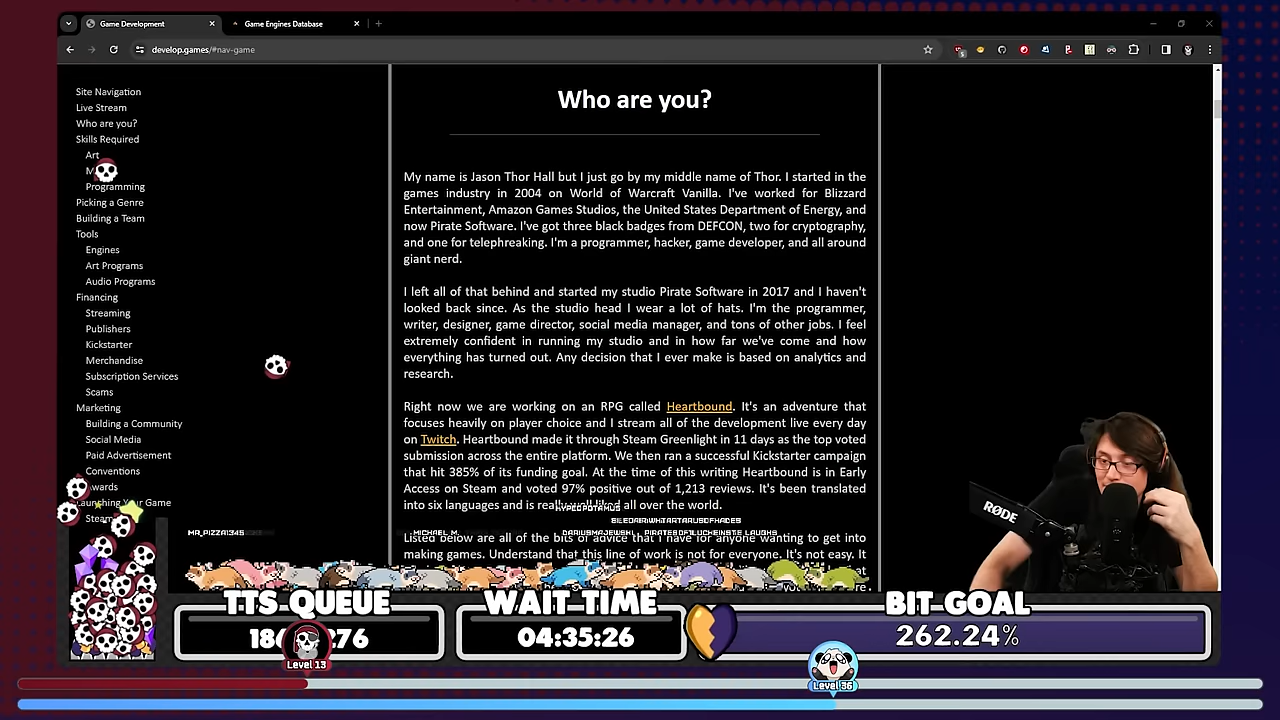 Game Development
Game Engines Database
develop.games/#nav-game
Site Navigation
Live Stream
Who are you?
Skills Required
Art
Programming
Picking a Genre
Building a Team
Tools
Engines
Art Programs
Audio Programs
Financing
Streaming
Publishers
Kickstarter
Merchandise
Subscription Services
Scams
Marketing
Building a Community
Social Media
Paid Advertisement
Conventions
Game
Who are you?
My name is Jason Thor Hall but I just go by my middle name of Thor. I started in the
games industry in 2004 on World of Warcraft Vanilla. I've worked for Blizzard
Entertainment, Amazon Games Studios, the United States Department of Energy, and
now Pirate Software. I've got three black badges from DEFCON, two for cryptography,
and one for telephreaking. I'm a programmer, hacker, game developer, and all around
giant nerd.
I left all of that behind and started my studio Pirate Software in 2017 and I haven't
looked back since. As the studio head I wear a lot of hats. I'm the programmer,
writer, designer, game director, social media manager, and tons of other jobs. I feel
extremely confident in running my studio and in how far we've come and how
everything has turned out. Any decision that I ever make is based on analytics and
research.
Right now we are working on an RPG called Heartbound. It's an adventure that
focuses heavily on player choice and I stream all of the development live every day
on Twitch. Heartbound made it through Steam Greenlight in 11 days as the top voted
submission across the entire platform. We then ran a successful Kickstarter campaign
that hit 385% of its funding goal. At the time of this writing Heartbound is in Early
Access on Steam and voted 97% positive out of 1,213 reviews. It's been translated
into six languages and is all over the world.
MR_PIZZA1345
MICHAEL_M_
Listed below are all of the bits of advice that I have for anyone wanting to get into
making games. Understand that this line of work is not for everyone. It's not easy. It
RØDE
TTS QUEUE
WAIT TIME
04:35:26
BIT GOAL
262.24%
Level 13
Level 36